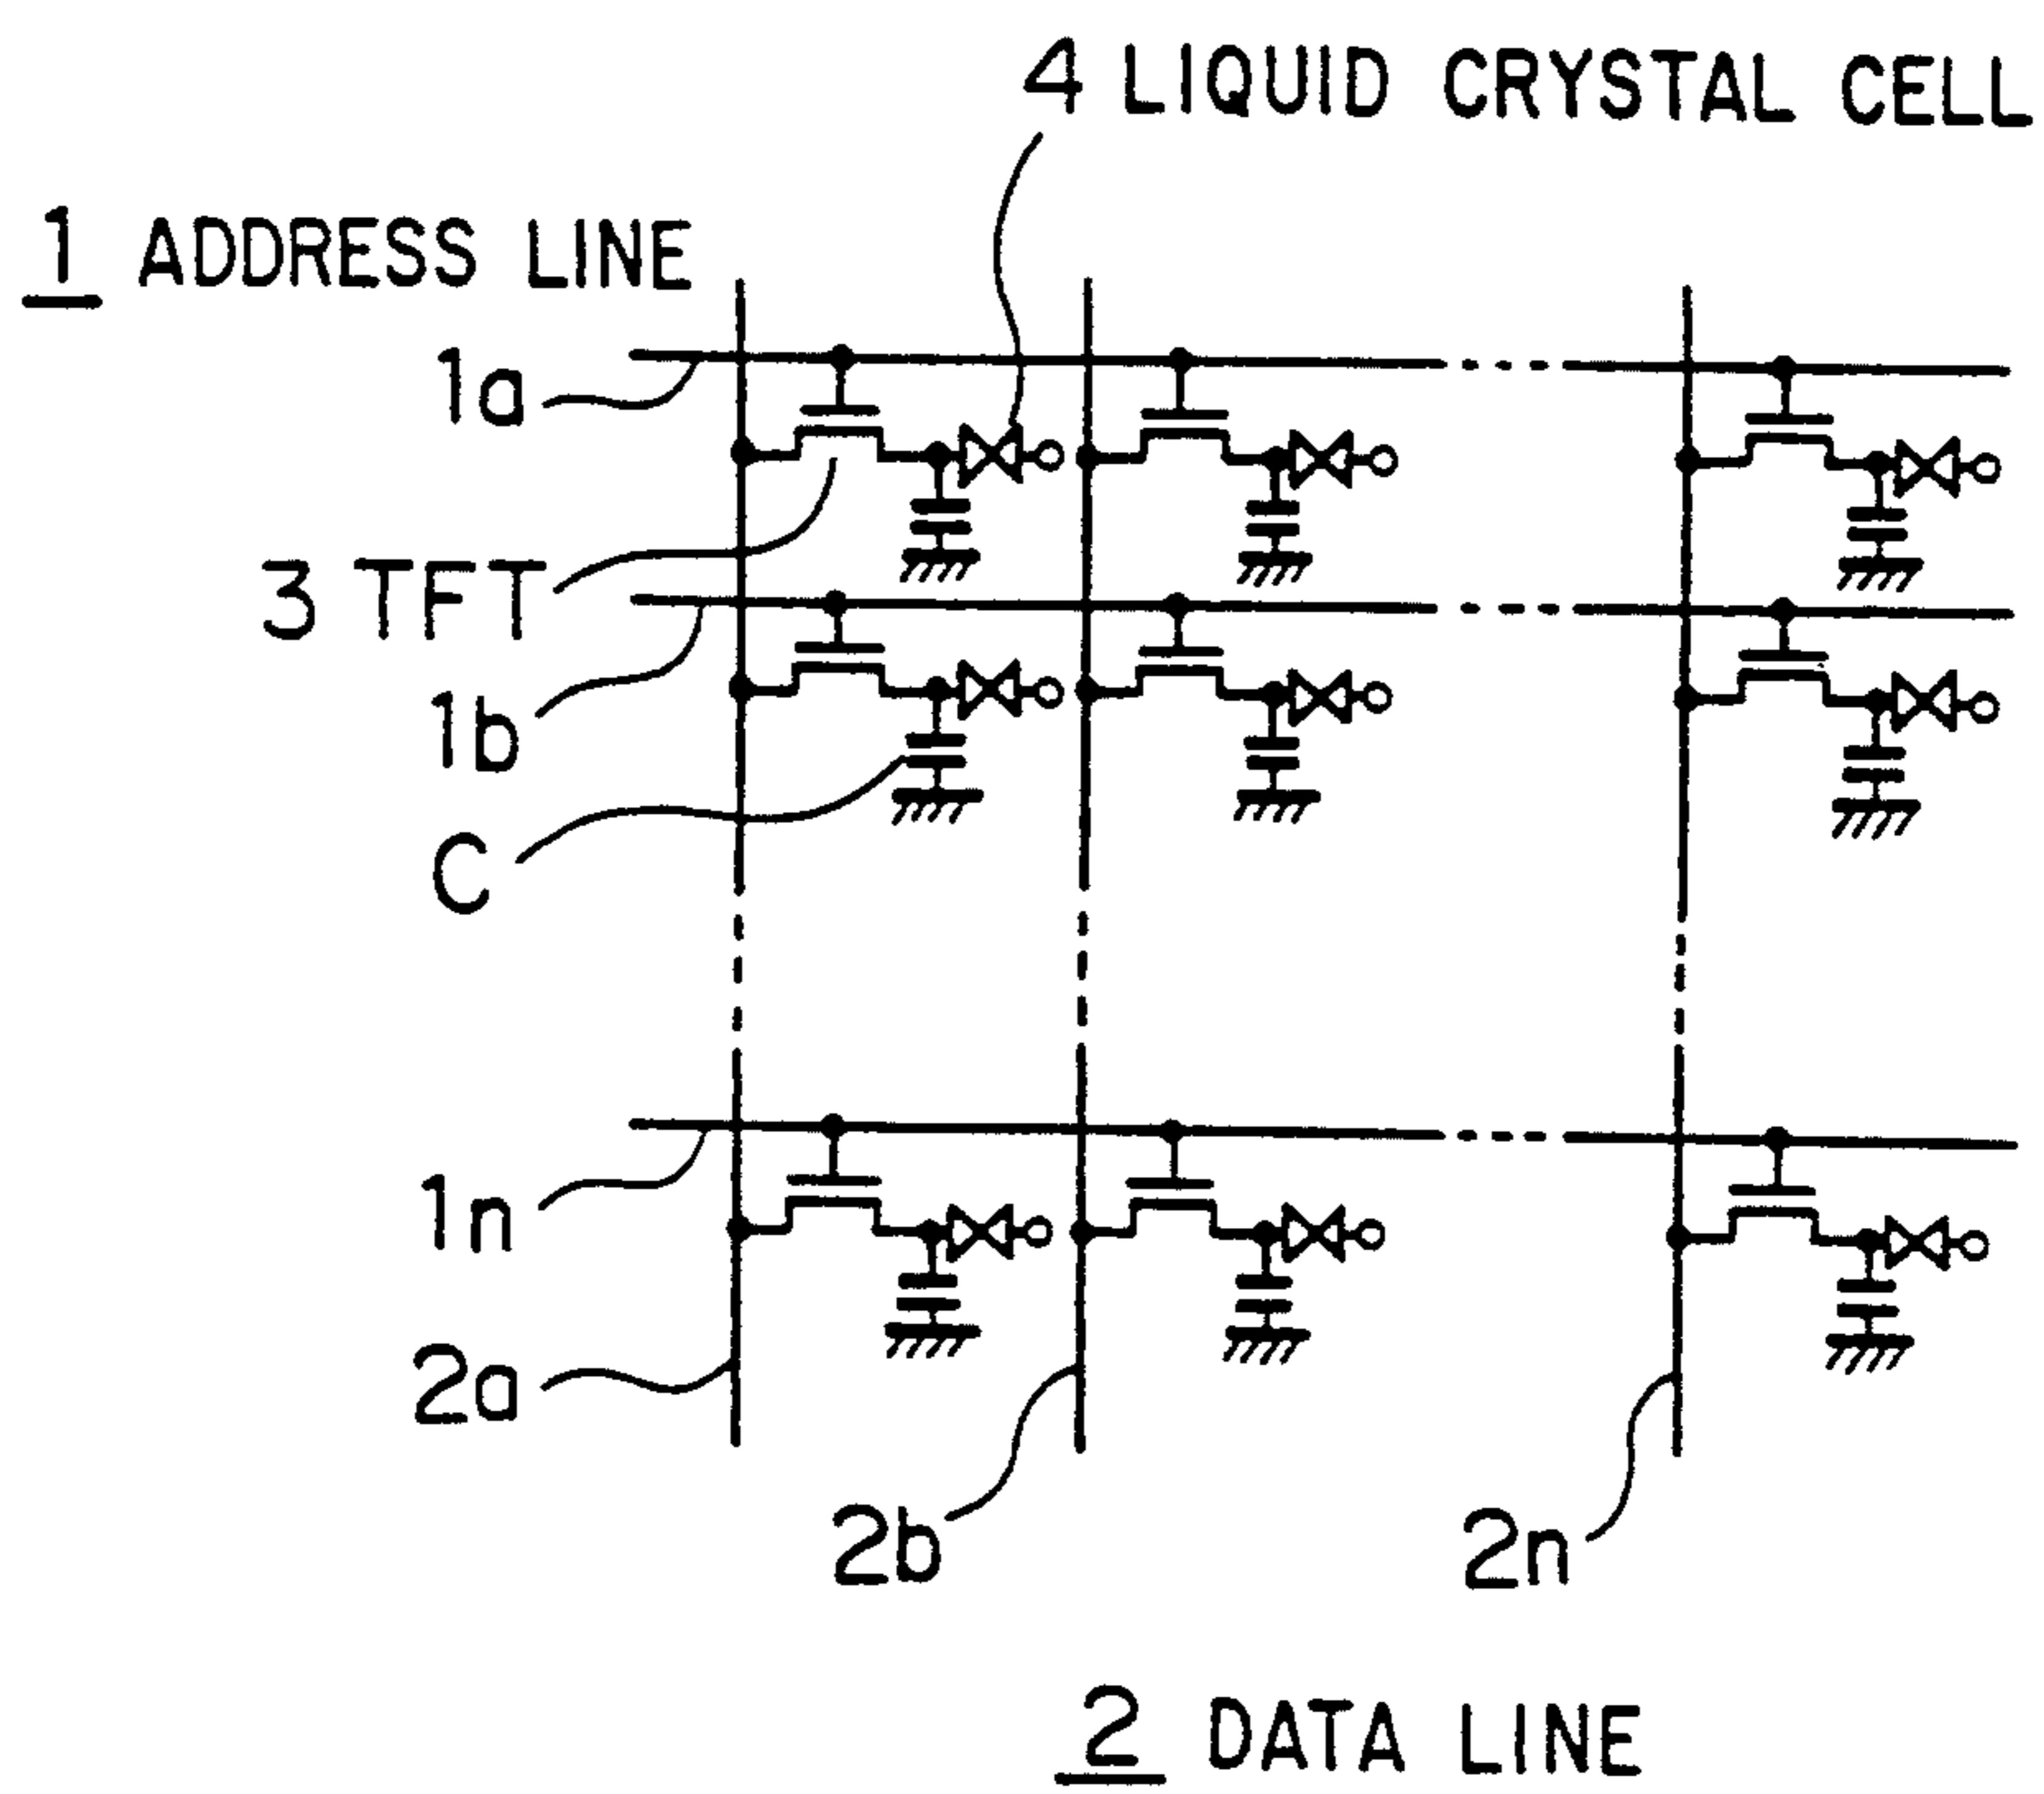 4 LIQUID CRYSTAL CELL
1 ADDRESS LINE
1a
3 TFT
1b
C
1n
2a
2b
2n
2 DATA LINE